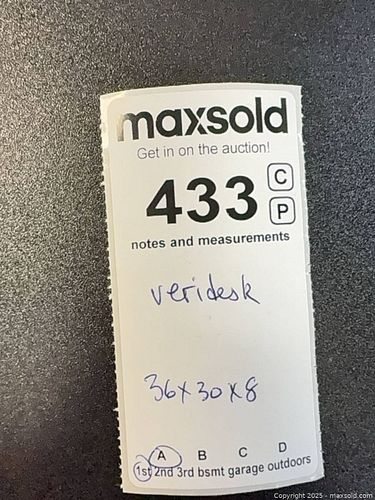 maxsold
Get in on the auction!
433 C
P
notes and measurements
veridesk
36x30x8
A B C D
1st 2nd 3rd bsmt garage outdoors
Copyright 2025 - maxsold.com